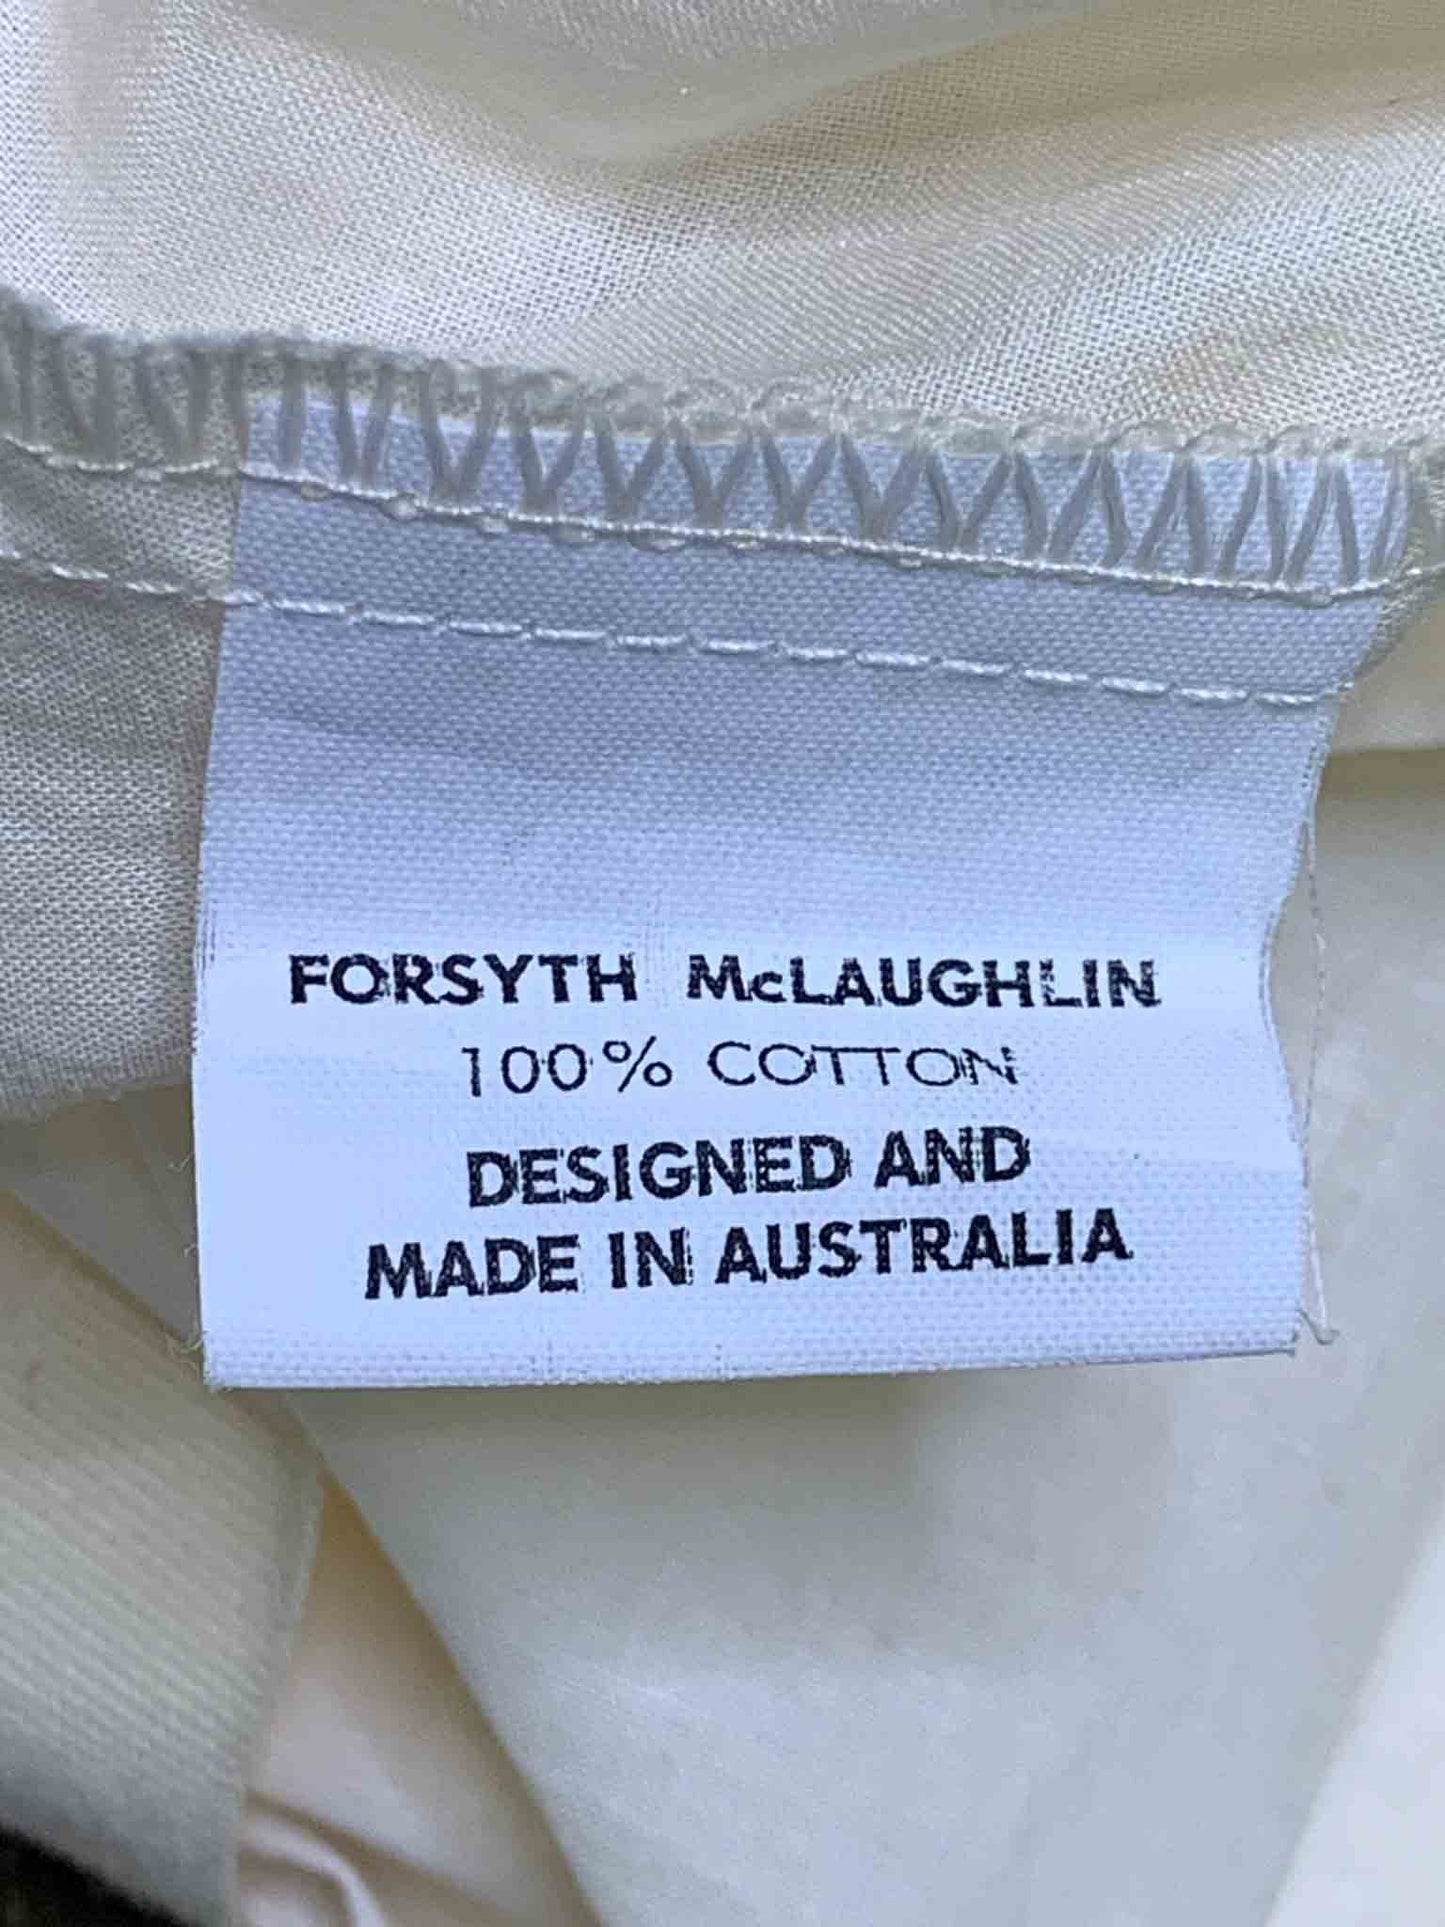 FORSYTH McLAUGHLIN
100% COTTON
DESIGNED AND
MADE IN AUSTRALIA